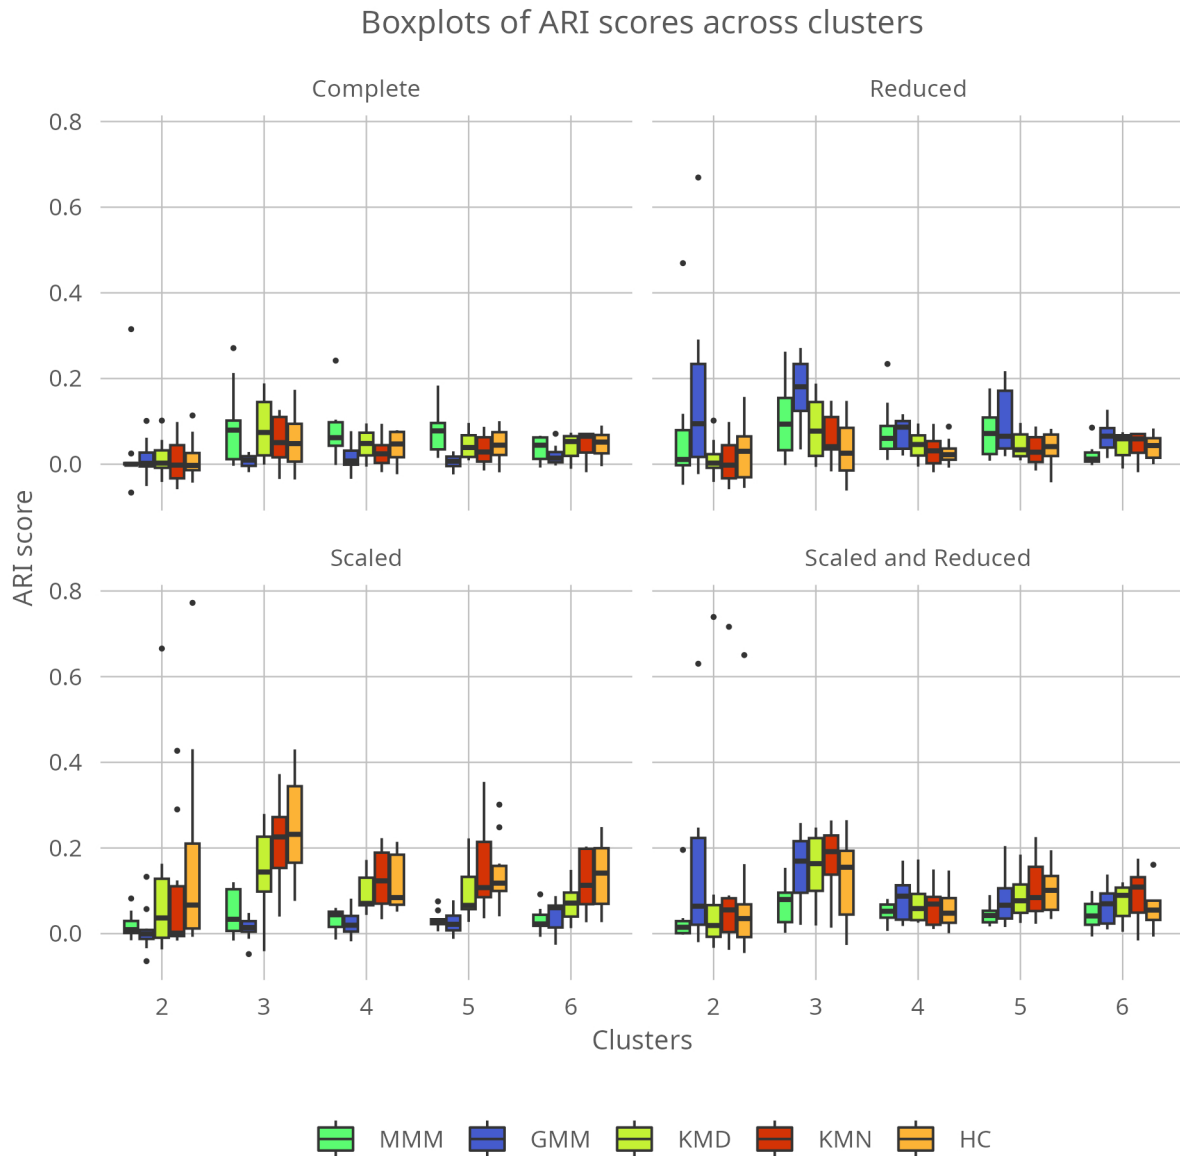 Boxplots of ARI scores across clusters
Complete
Reduced
0.8
0.6
0.4
0.2
0.0
ARI score
Scaled
Scaled and Reduced
0.8
0.6
0.4
0.2
0.0
2 3 4 5 6
2 3 4 5 6
Clusters
MMM GMM KMD KMN HC